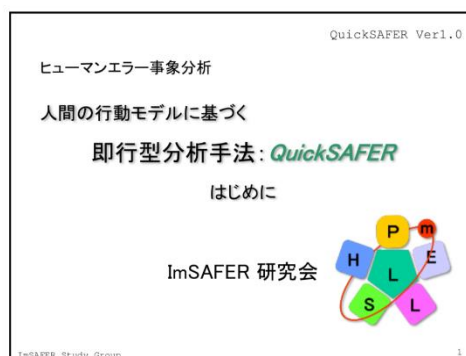 QuickSAFER Ver1.0
ヒューマンエラー事象分析
人間の行動モデルに基づく
即行型分析手法：QuickSAFER
はじめに
ImSAFER 研究会
P
m
H
E
L
S
L
ImSAFER Study Group
1